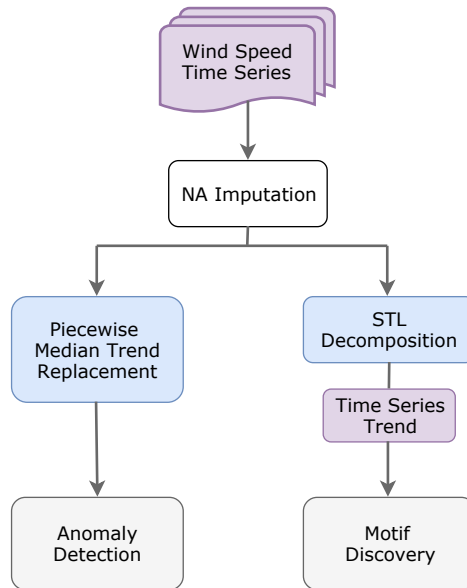 Wind Speed
Time Series
NA Imputation
Piecewise
Median Trend
Replacement
STL
Decomposition
Time Series
Trend
Anomaly
Detection
Motif
Discovery